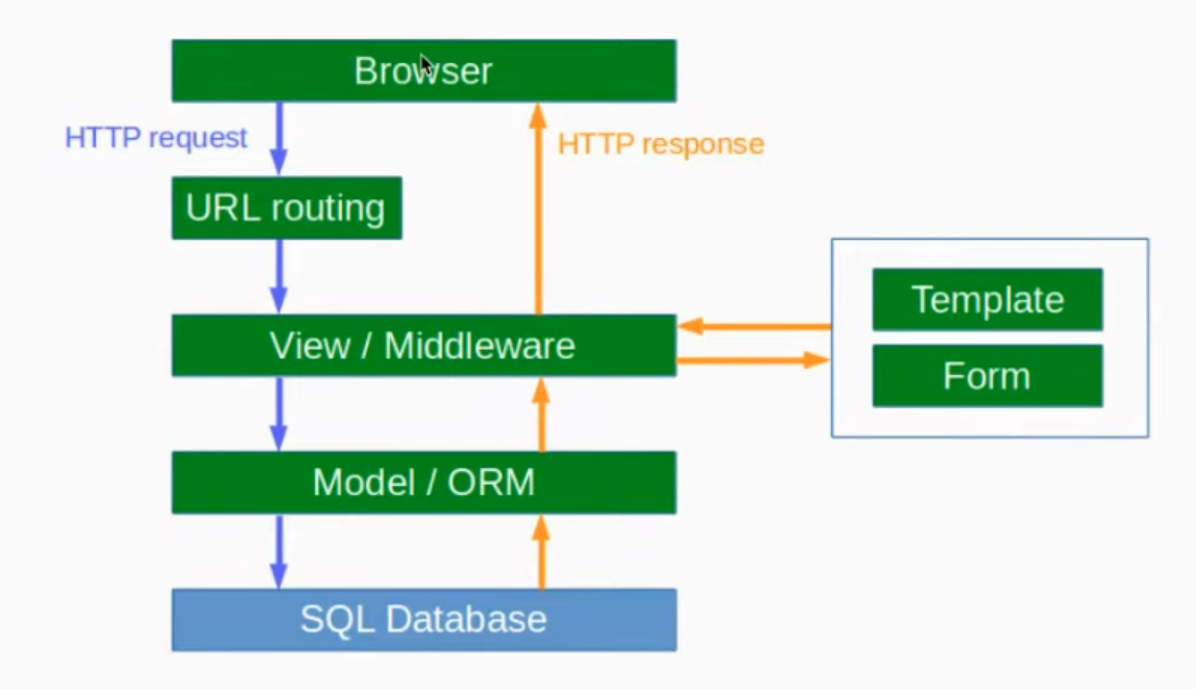 Browser
HTTP request
HTTP response
URL routing
Template
View / Middleware
Form
Model / ORM
SQL Database